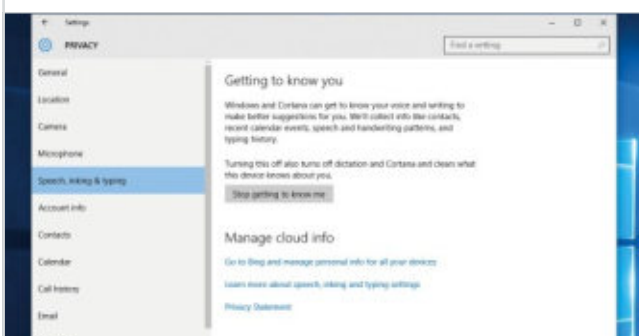 Settings
PRIVACY
Find a setting
General
Location
Camera
Microphone
Speech, inking & typing
Account info
Contacts
Calendar
Call history
Email
Getting to know you
Windows and Cortana can get to know your voice and writing to
make better suggestions for you. We'll collect info like contacts,
recent calendar events, speech and handwriting patterns, and
typing history.
Turning this off also turns off dictation and Cortana and clears what
this device knows about you.
Stop getting to know me
Manage cloud info
Go to Bing and manage personal info for all your devices
Learn more about speech, inking and typing settings
Privacy Statement